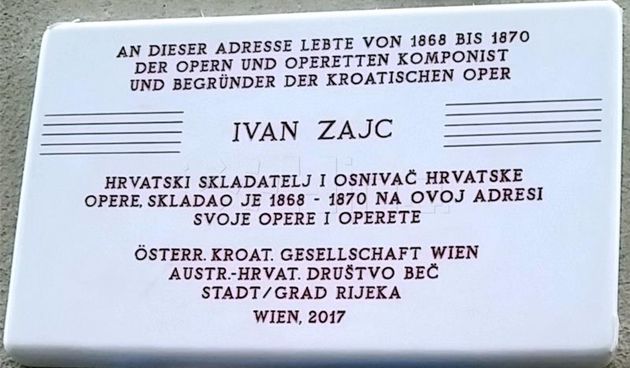 AN DIESER ADRESSE LEBTE VON 1868 BIS 1870
DER OPERN UND OPERETTEN KOMPONIST
UND BEGRÜNDER DER KROATISCHEN OPER
IVAN ZAJC
HRVATSKI SKLADATELJ I OSNIVAČ HRVATSKE
OPERE, SKLADAO JE 1868 - 1870 NA OVOJ ADRESI
SVOJE OPERE I OPERETE
ÖSTERR. KROAT. GESELLSCHAFT WIEN
AUSTR.-HRVAT. DRUŠTVO BEČ
STADT/GRAD RIJEKA
WIEN, 2017